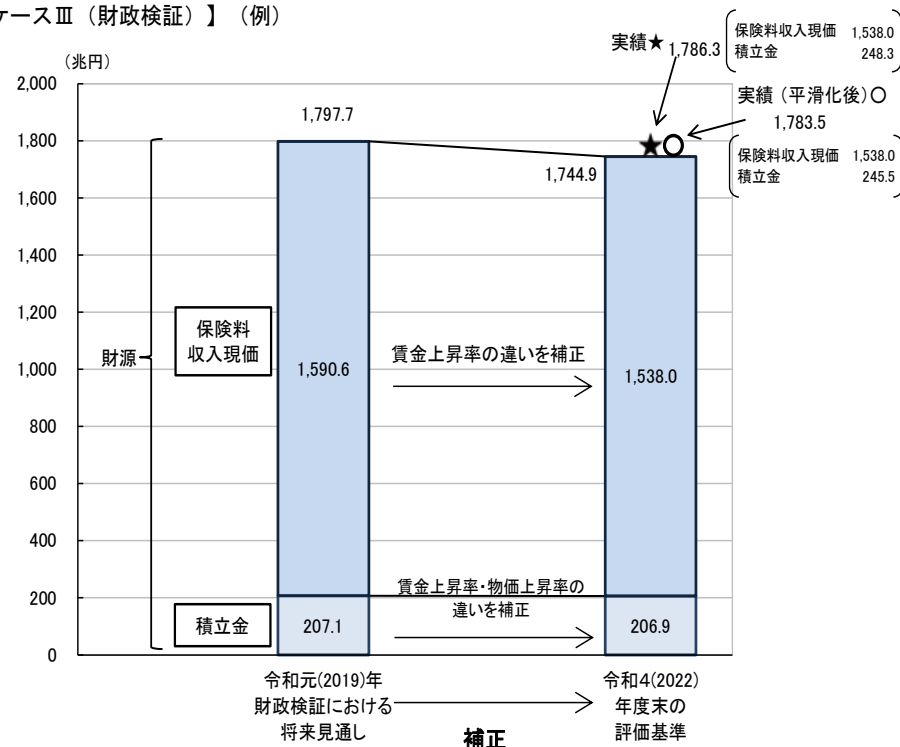 ケースⅢ（財政検証）】（例）
（兆円）
実績★ 1,786.3
保険料収入現価 1,538.0
積立金 248.3
実績（平滑化後）〇
1,783.5
保険料収入現価 1,538.0
積立金 245.5
2,000
1,800
1,600
1,400
1,200
1,000
800
600
400
200
0
1,797.7
1,744.9
財源
保険料
収入現価
1,590.6
賃金上昇率の違いを補正
1,538.0
積立金
207.1
賃金上昇率・物価上昇率の
違いを補正
206.9
令和元(2019)年
財政検証における
将来見通し
補正
令和4(2022)
年度末の
評価基準